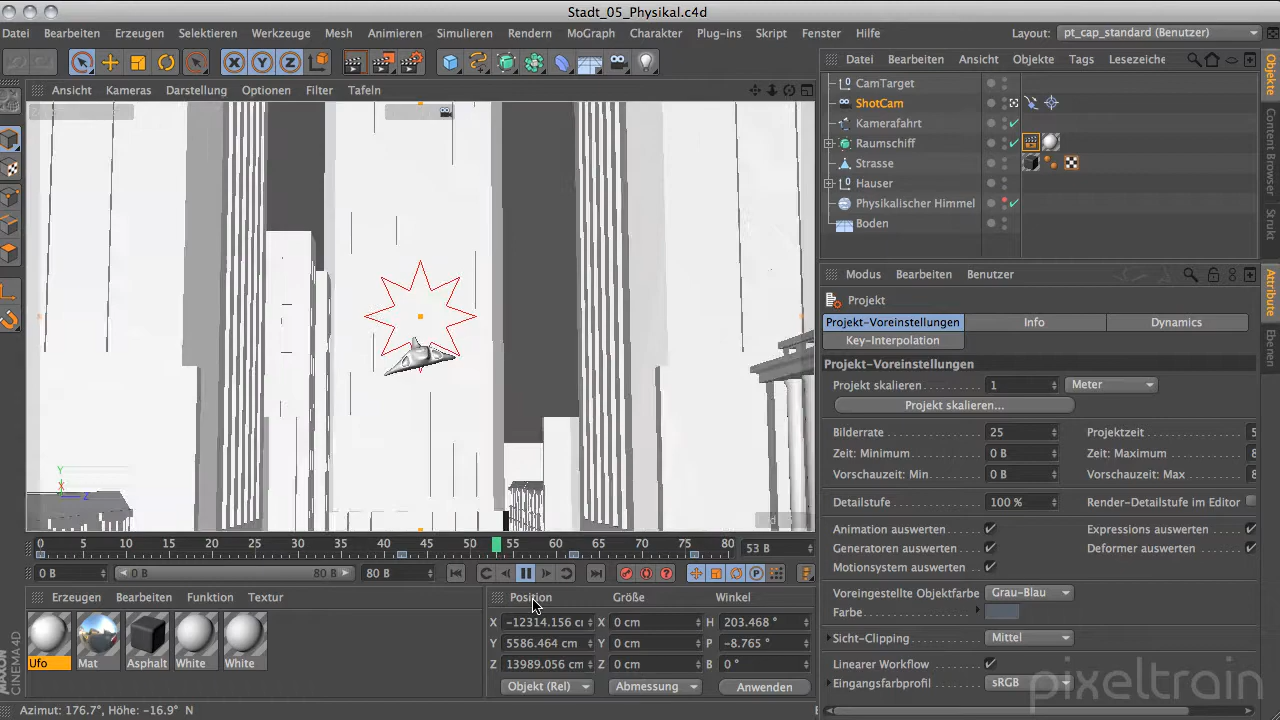 Stadt_05_Physikal.c4d
Datei Bearbeiten Erzeugen Selektieren Werkzeuge Mesh Animieren Simulieren Rendern MoGraph Charakter Plug-ins Skript Fenster Hilfe Layout: pt_cap_standard (Benutzer)
X Y Z
Datei Bearbeiten Ansicht Objekte Tags Lesezeiche
Ansicht Kameras Darstellung Optionen Filter Tafeln
CamTarget
ShotCam
Kamerafahrt
Raumschiff
Strasse
Hauser
Physikalischer Himmel
Boden
Objekte
Content Browser
Strukt
Modus Bearbeiten Benutzer
Projekt
Projekt-Voreinstellungen Info Dynamics
Key-Interpolation
Projekt-Voreinstellungen
Projekt skalieren 1 Meter
Projekt skalieren...
Bilderrate 25 Projektzeit 5
Zeit: Minimum 0 B Zeit: Maximum 8
Vorschauzeit: Min 0 B Vorschauzeit: Max 8
Detailstufe 100 % Render-Detailstufe im Editor
Animation auswerten Expressions auswerten
Generatoren auswerten Deformer auswerten
Motionsystem auswerten
Voreingestellte Objektfarbe Grau-Blau
Farbe
Sicht-Clipping Mittel
Linearer Workflow
Eingangsfarbprofil sRGB
Attribute
Ebenen
Y
X
Z
0 5 10 15 20 25 30 35 40 45 50 55 60 65 70 75 80 53 B
0 B 0 B 80 B 80 B
P
Erzeugen Bearbeiten Funktion Textur
Ufo Mat Asphalt White White
Position Größe Winkel
X -12314.156 cı X 0 cm H 203.468 °
Y 5586.464 cm Y 0 cm P -8.765 °
Z 13989.056 cm Z 0 cm B 0 °
Objekt (Rel) Abmessung Anwenden
MAXON
CINEMA 4D
Azimut: 176.7°, Höhe: -16.9° N
pixeltrain